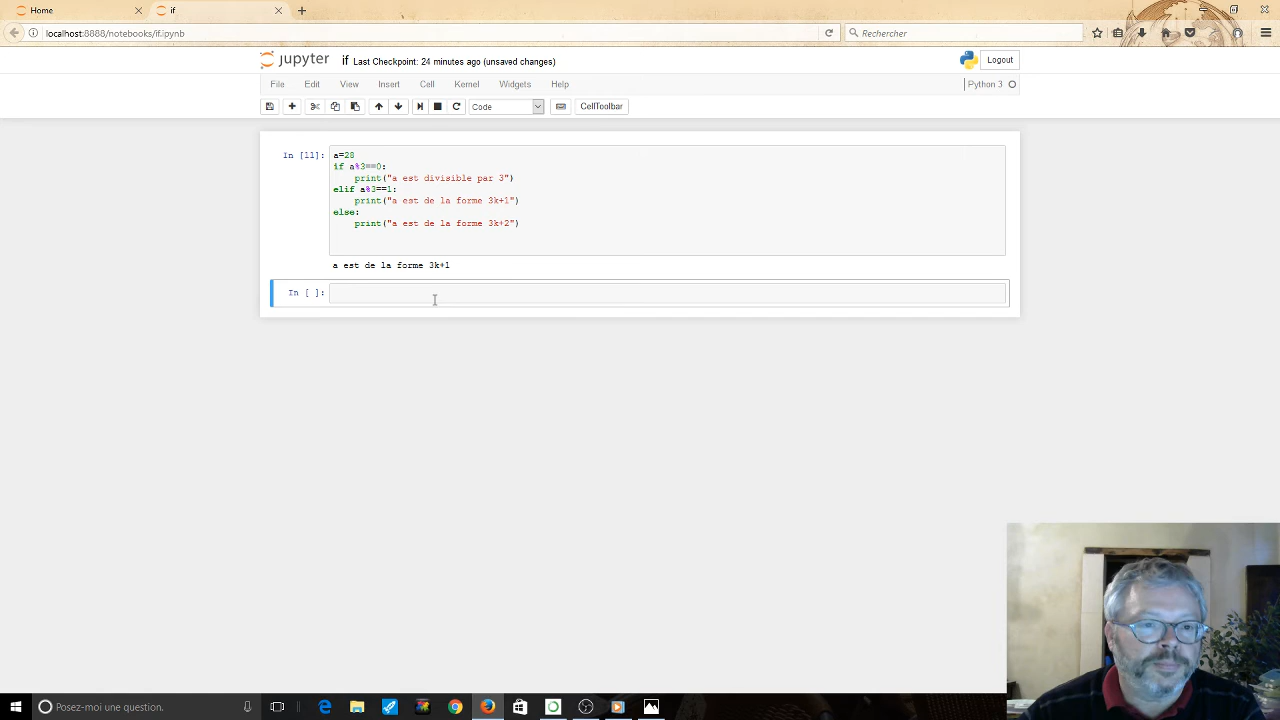 Home
if
localhost:8888/notebooks/if.ipynb
Rechercher
jupyter if Last Checkpoint: 24 minutes ago (unsaved changes)
Logout
File Edit View Insert Cell Kernel Widgets Help
Python 3
Code
CellToolbar
In [11]: a=28
if a%3==0:
print("a est divisible par 3")
elif a%3==1:
print("a est de la forme 3k+1")
else:
print("a est de la forme 3k+2")
a est de la forme 3k+1
In [ ]:
Posez-moi une question.